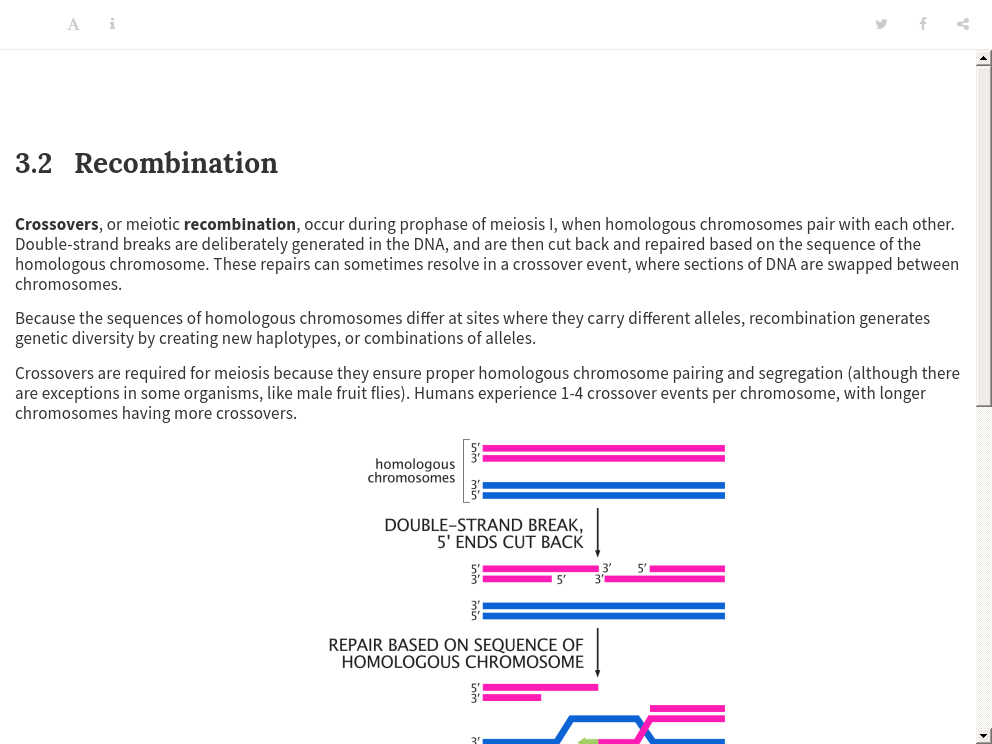 A i
3.2 Recombination
Crossovers, or meiotic recombination, occur during prophase of meiosis I, when homologous chromosomes pair with each other.
Double-strand breaks are deliberately generated in the DNA, and are then cut back and repaired based on the sequence of the
homologous chromosome. These repairs can sometimes resolve in a crossover event, where sections of DNA are swapped between
chromosomes.
Because the sequences of homologous chromosomes differ at sites where they carry different alleles, recombination generates
genetic diversity by creating new haplotypes, or combinations of alleles.
Crossovers are required for meiosis because they ensure proper homologous chromosome pairing and segregation (although there
are exceptions in some organisms, like male fruit flies). Humans experience 1-4 crossover events per chromosome, with longer
chromosomes having more crossovers.
homologous
chromosomes
5′
3′
3′
5′
DOUBLE-STRAND BREAK,
5' ENDS CUT BACK
5′ 3′ 5′
3′ 5′ 3′
3′
5′
REPAIR BASED ON SEQUENCE OF
HOMOLOGOUS CHROMOSOME
5′
3′
3′